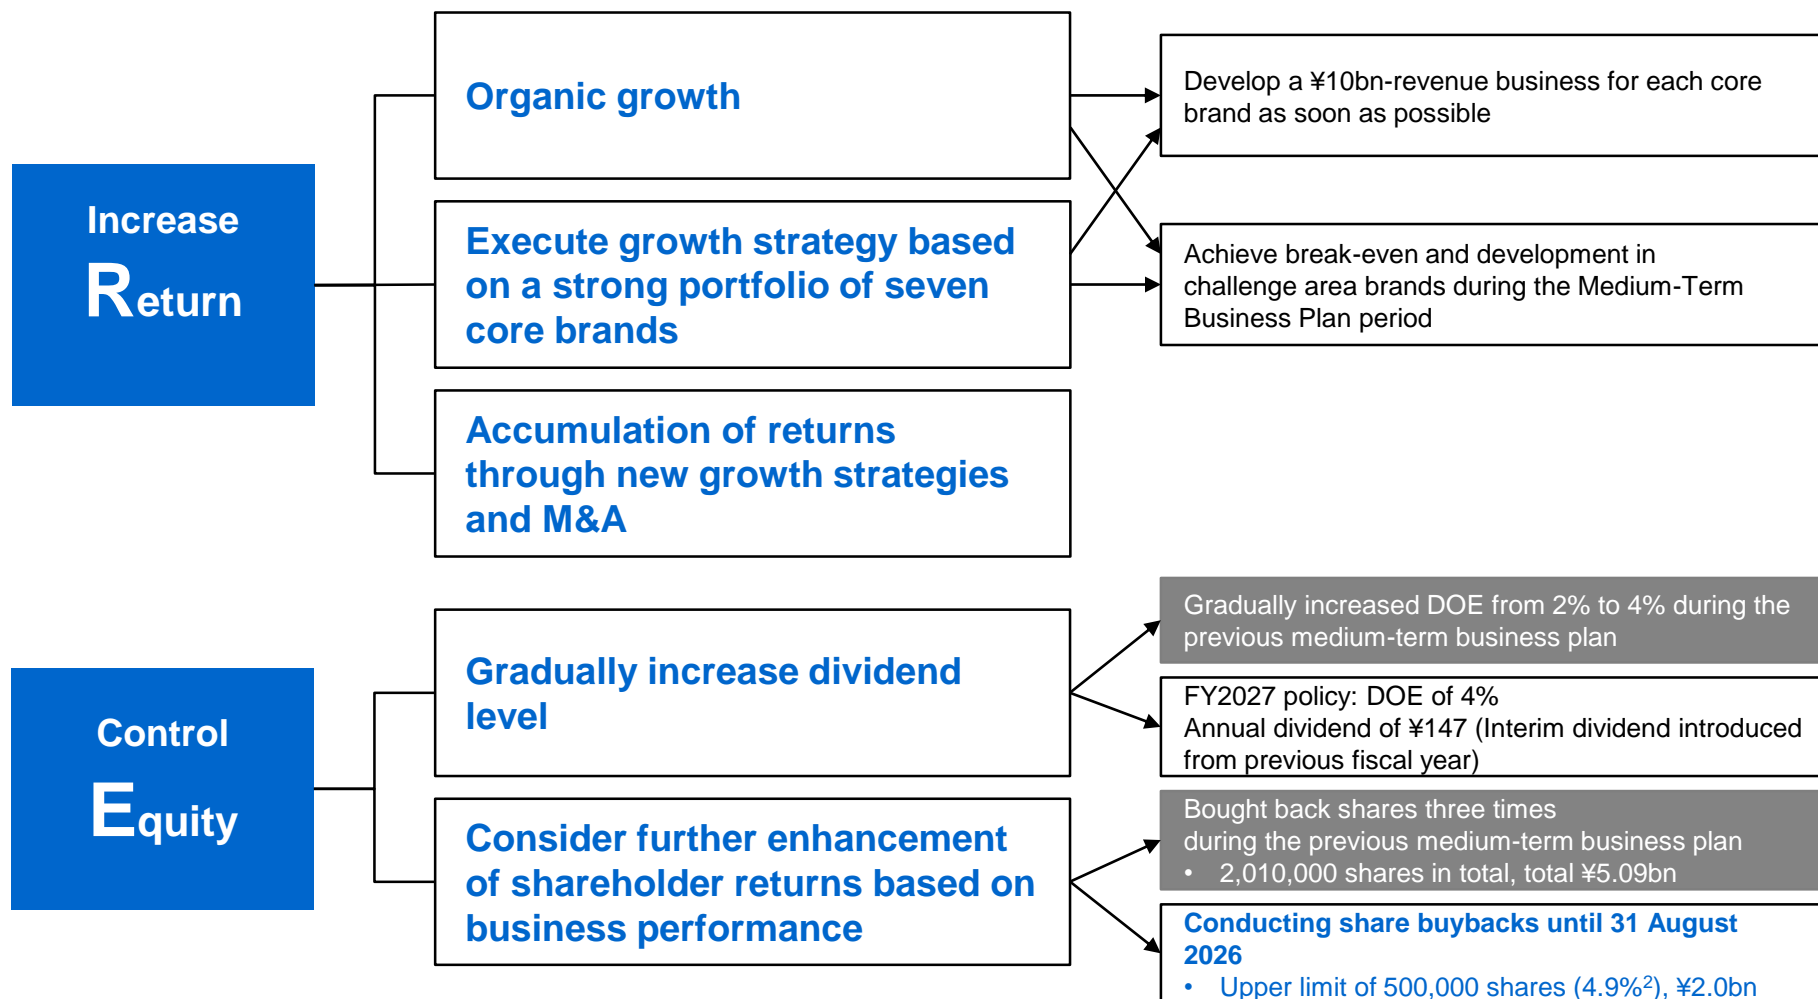 Increase
Return
Organic growth
Execute growth strategy based
on a strong portfolio of seven
core brands
Accumulation of returns
through new growth strategies
and M&A
Develop a ¥10bn-revenue business for each core
brand as soon as possible
Achieve break-even and development in
challenge area brands during the Medium-Term
Business Plan period
Control
Equity
Gradually increase dividend
level
Consider further enhancement
of shareholder returns based on
business performance
Gradually increased DOE from 2% to 4% during the
previous medium-term business plan
FY2027 policy: DOE of 4%
Annual dividend of ¥147 (Interim dividend introduced
from previous fiscal year)
Bought back shares three times
during the previous medium-term business plan
• 2,010,000 shares in total, total ¥5.09bn
Conducting share buybacks until 31 August
2026
• Upper limit of 500,000 shares (4.9%²), ¥2.0bn